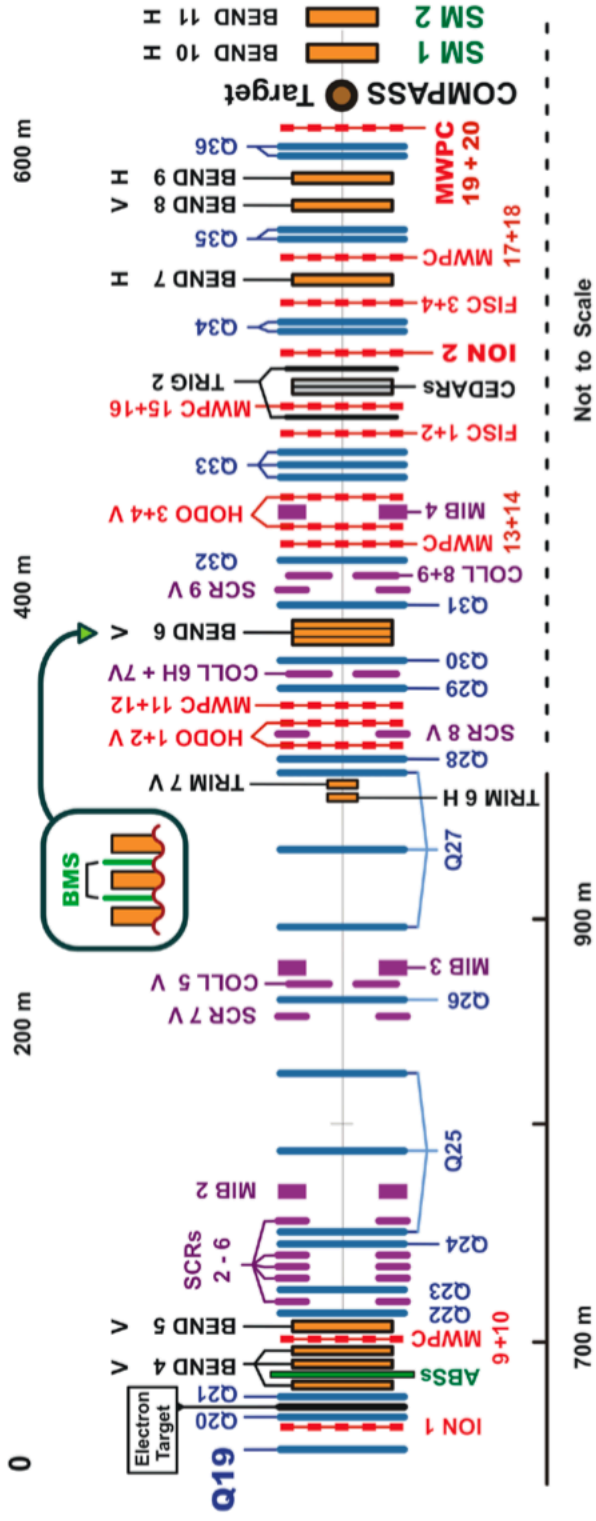 H BEND 11 SM 2
H BEND 10 SM 1
Target COMPASS
600 m
Q36
MWPC
19 + 20
H BEND 9
V BEND 8
Q35
MWPC 17+18
H BEND 7
FISC 3+4
Q34
ION 2
TRIG 2
CEDARs
MWPC 15+16
FISC 1+2
Q33
HODO 3+4 V
MIB 4
MWPC 13+14
Q32
COLL 8+9
SCR 9 V
400 m
Q31
V BEND 6
Q30
COLL 6H + 7V
Q29
MWPC 11+12
HODO 1+2 V
SCR 8 V
Q28
TRIM 7 V
TRIM 6 H
Not to Scale
BMS
Q27
900 m
MIB 3
COLL 5 V
Q26
SCR 7 V
200 m
Q25
MIB 2
SCRs
2 - 6
Q24
Q23
Q22
V BEND 5
MWPC
9 +10
V BEND 4
ABSs
700 m
Q21
Electron
Target
Q20
ION 1
Q19
0